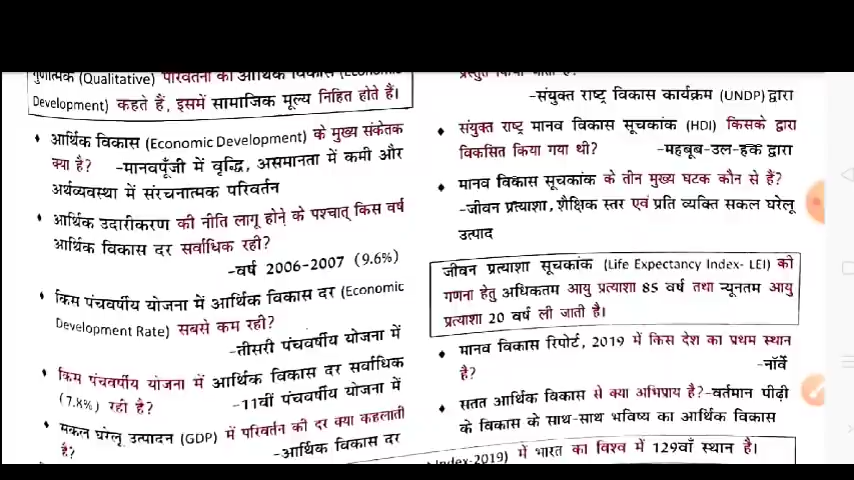 गुणात्मक (Qualitative) परिवर्तनों को आर्थिक विकास (Economic
Development) कहते हैं, इसमें सामाजिक मूल्य निहित होते हैं।
♦ आर्थिक विकास (Economic Development) के मुख्य संकेतक
क्या है? -मानवपूँजी में वृद्धि, असमानता में कमी और
अर्थव्यवस्था में संरचनात्मक परिवर्तन
♦ आर्थिक उदारीकरण की नीति लागू होने के पश्चात् किस वर्ष
आर्थिक विकास दर सर्वाधिक रही?
-वर्ष 2006-2007 (9.6%)
♦ किस पंचवर्षीय योजना में आर्थिक विकास दर (Economic
Development Rate) सबसे कम रही?
-तीसरी पंचवर्षीय योजना में
♦ किस पंचवर्षीय योजना में आर्थिक विकास दर सर्वाधिक
(7.8%) रही है? -11वीं पंचवर्षीय योजना में
♦ सकल घरेलू उत्पादन (GDP) में परिवर्तन की दर क्या कहलाती
है? -आर्थिक विकास दर
-संयुक्त राष्ट्र विकास कार्यक्रम (UNDP) द्वारा
♦ संयुक्त राष्ट्र मानव विकास सूचकांक (HDI) किसके द्वारा
विकसित किया गया थी? -महबूब-उल-हक द्वारा
♦ मानव विकास सूचकांक के तीन मुख्य घटक कौन से हैं?
-जीवन प्रत्याशा, शैक्षिक स्तर एवं प्रति व्यक्ति सकल घरेलू
उत्पाद
जीवन प्रत्याशा सूचकांक (Life Expectancy Index- LEI) की
गणना हेतु अधिकतम आयु प्रत्याशा 85 वर्ष तथा न्यूनतम आयु
प्रत्याशा 20 वर्ष ली जाती है।
♦ मानव विकास रिपोर्ट, 2019 में किस देश का प्रथम स्थान
है? -नॉर्वे
♦ सतत आर्थिक विकास से क्या अभिप्राय है? -वर्तमान पीढ़ी
के विकास के साथ-साथ भविष्य का आर्थिक विकास
Index-2019) में भारत का विश्व में 129वाँ स्थान है।